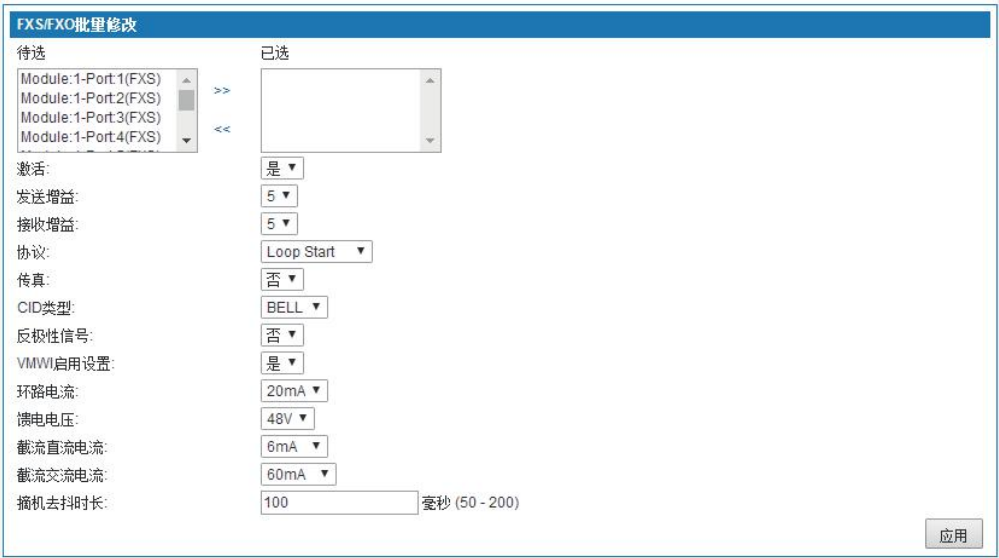 FXS/FXO批量修改
待选 已选
Module:1-Port:1(FXS)
Module:1-Port:2(FXS) >>
Module:1-Port:3(FXS)
Module:1-Port:4(FXS) <<
激活: 是
发送增益: 5
接收增益: 5
协议: Loop Start
传真: 否
CID类型: BELL
反极性信号: 否
VMWI启用设置: 是
环路电流: 20mA
馈电电压: 48V
截流直流电流: 6mA
截流交流电流: 60mA
摘机去抖时长: 100 毫秒 (50 - 200)
应用